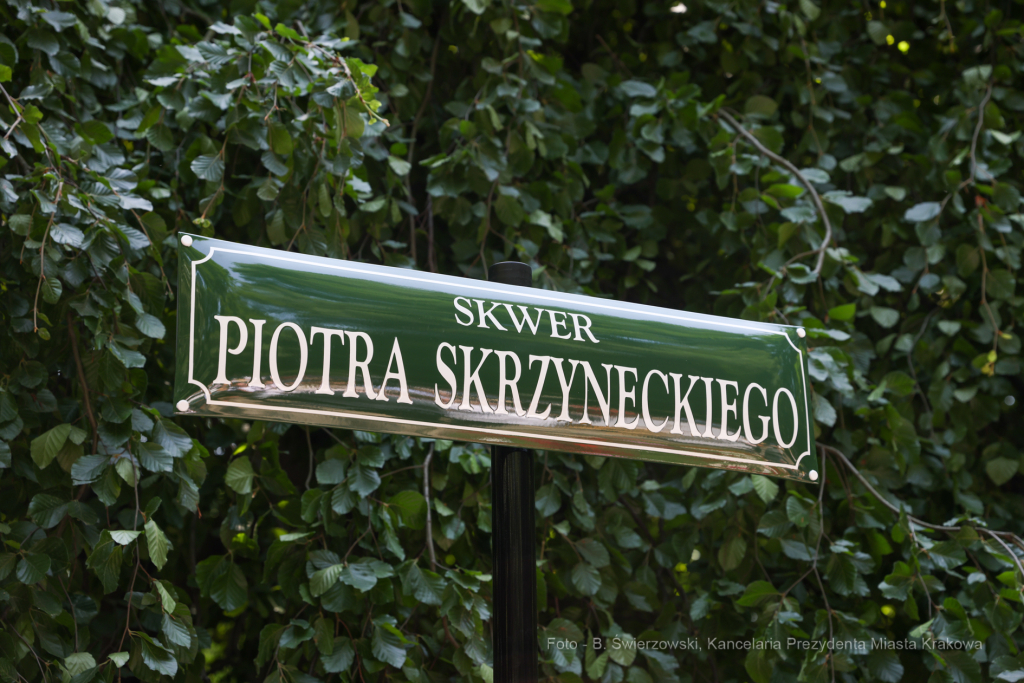 SKWER
PIOTRA SKRZYNECKIEGO
Foto - B. Świerzowski, Kancelaria Prezydenta Miasta Krakowa